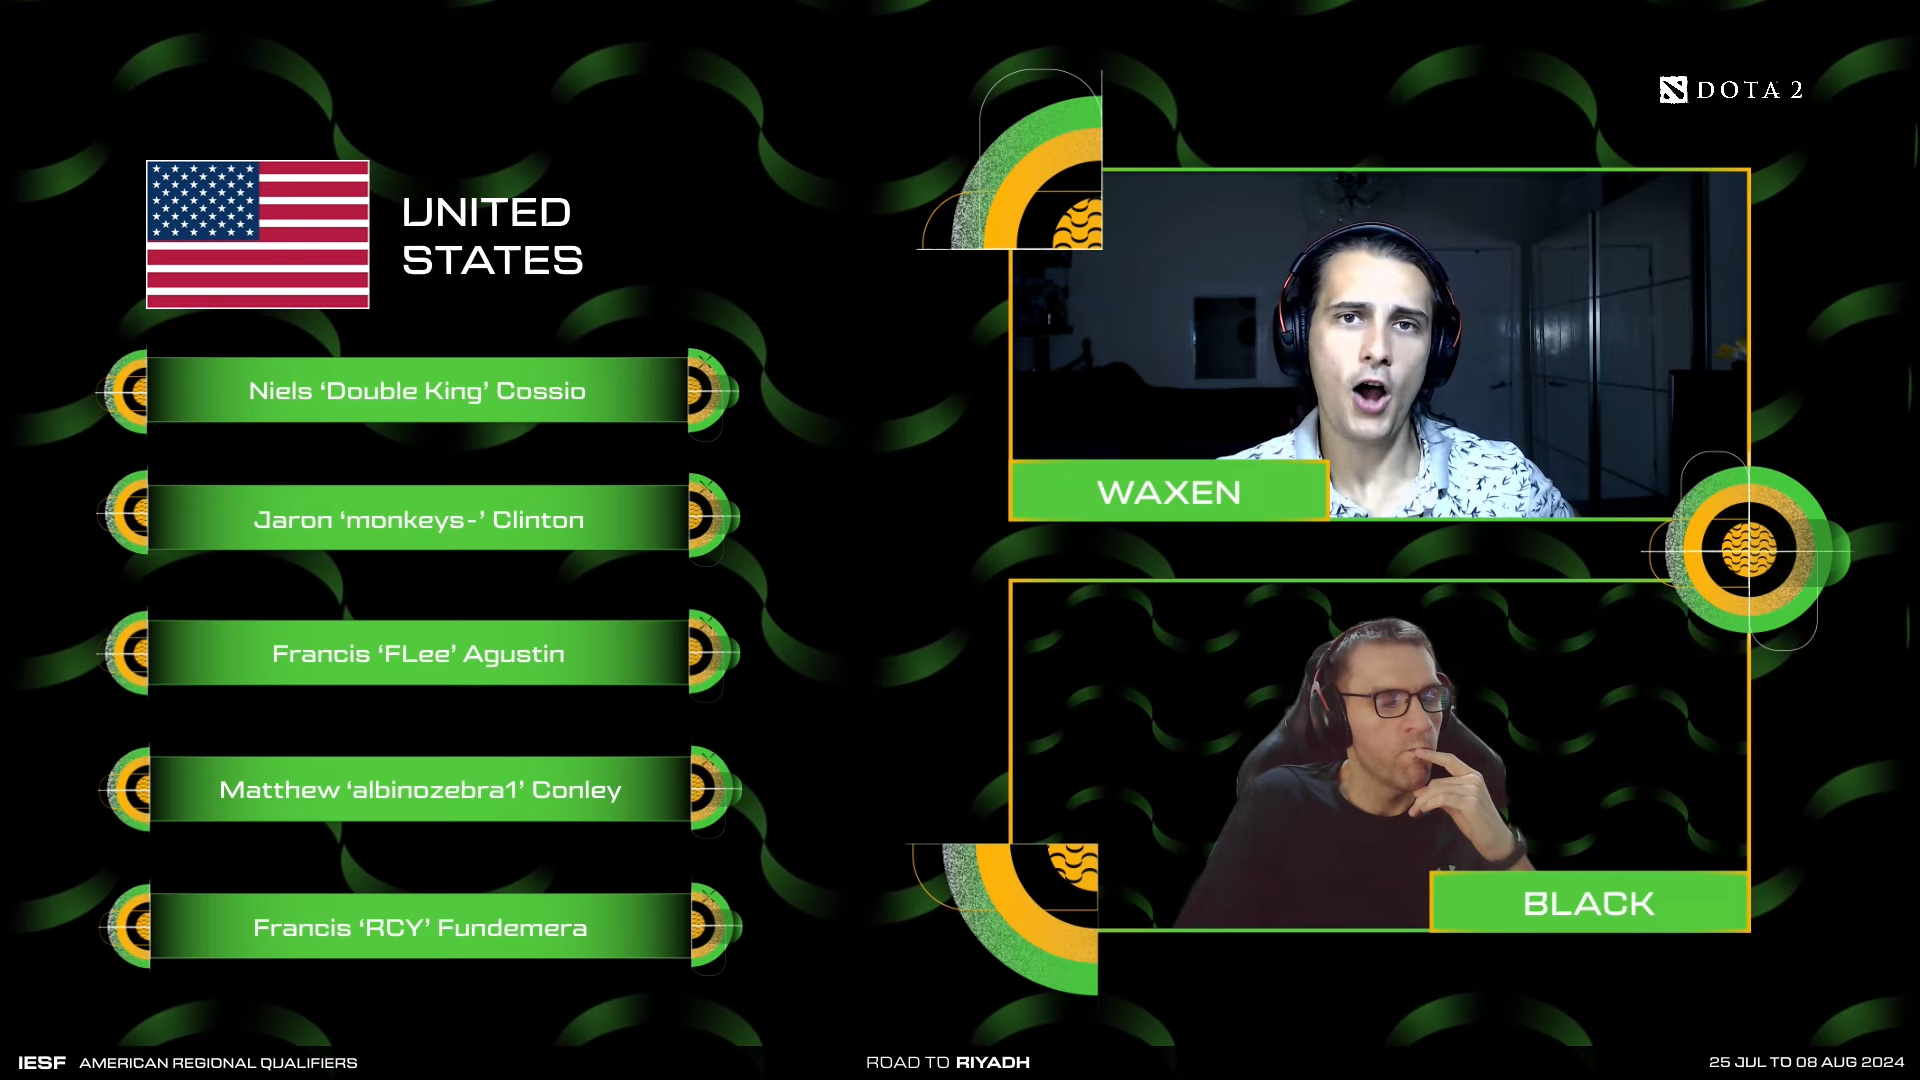 DOTA 2
UNITED
STATES
Niels ‘Double King’ Cossio
Jaron ‘monkeys-’ Clinton
Francis ‘FLee’ Agustin
Matthew ‘albinozebra1’ Conley
Francis ‘RCY’ Fundemera
WAXEN
BLACK
IESF AMERICAN REGIONAL QUALIFIERS
ROAD TO RIYADH
25 JUL TO 08 AUG 2024